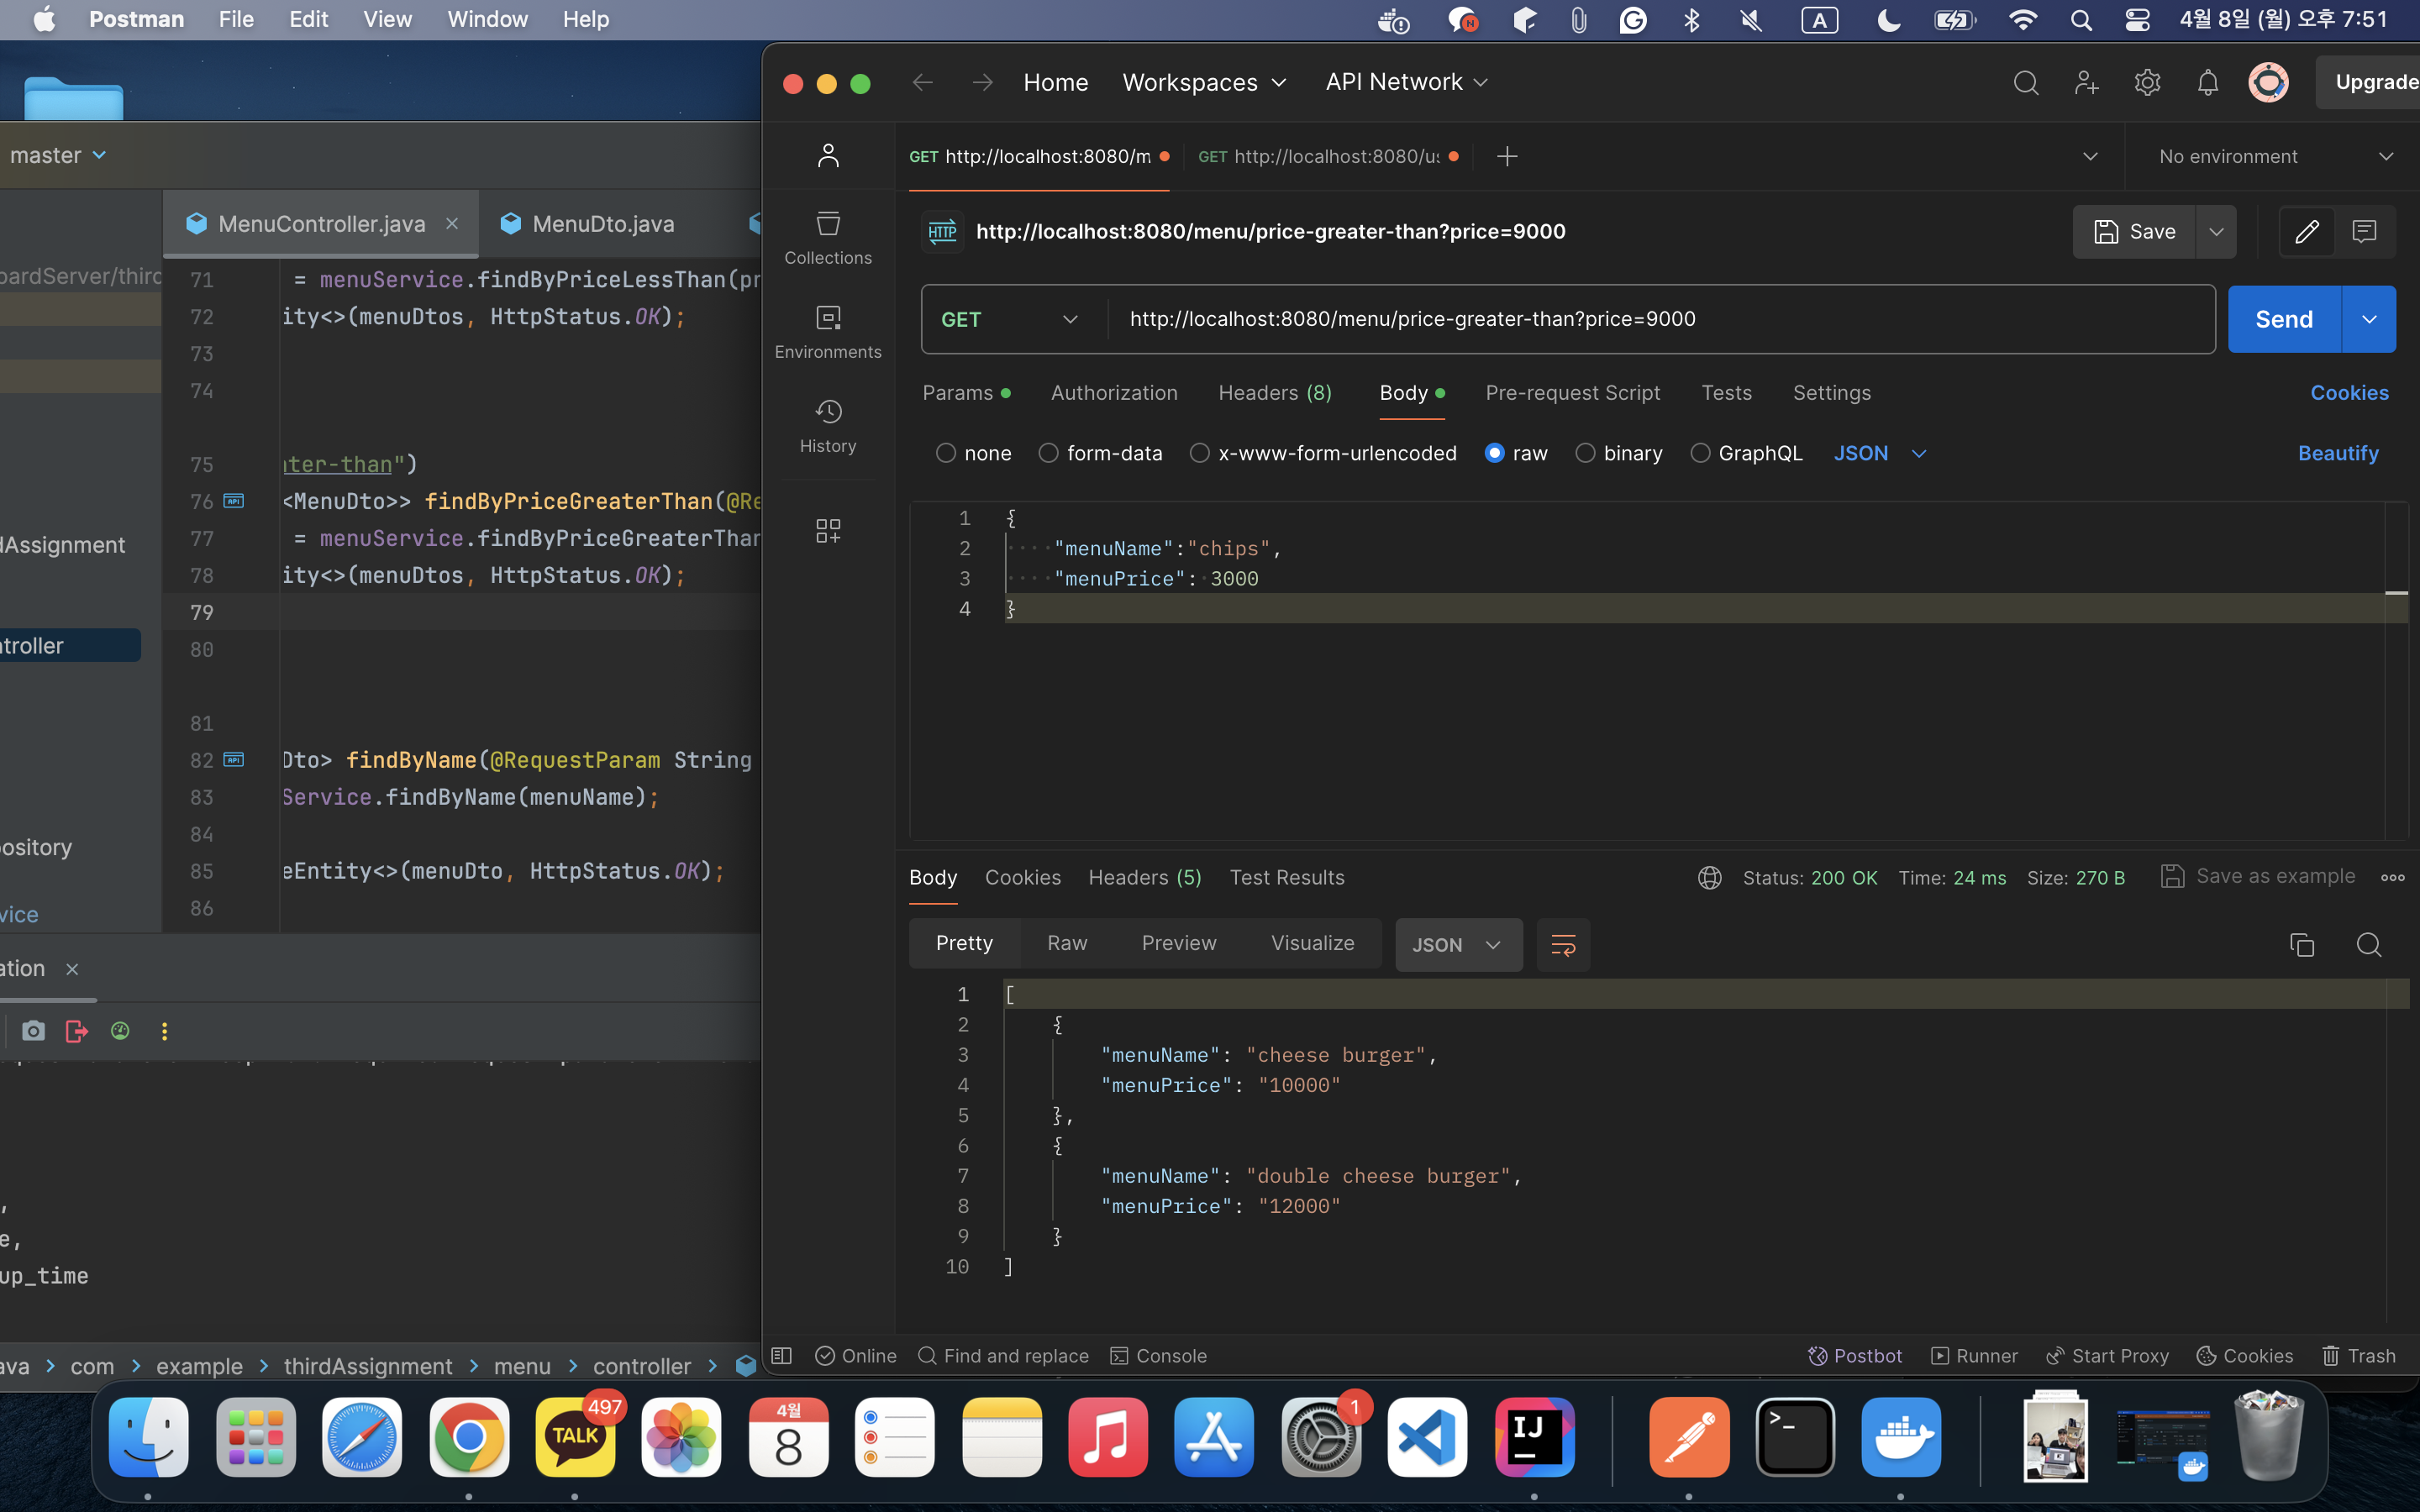 Postman File Edit View Window Help A 4월 8일 (월) 오후 7:51
Home Workspaces API Network Upgrade
master
GET http://localhost:8080/m GET http://localhost:8080/us No environment
MenuController.java MenuDto.java
HTTP http://localhost:8080/menu/price-greater-than?price=9000 Save
Collections
Environments
History
GET http://localhost:8080/menu/price-greater-than?price=9000 Send
Params Authorization Headers (8) Body Pre-request Script Tests Settings Cookies
none form-data x-www-form-urlencoded raw binary GraphQL JSON Beautify
1 {
2 "menuName":"chips",
3 "menuPrice": 3000
4 }
oardServer/third
dAssignment
troller
ository
vice
71 = menuService.findByPriceLessThan(pr
72 ity<>(menuDtos, HttpStatus.OK);
73
74
75 ater-than")
76 <MenuDto>> findByPriceGreaterThan(@Re
77 = menuService.findByPriceGreaterThan
78 ity<>(menuDtos, HttpStatus.OK);
79
80
81
82 Dto> findByName(@RequestParam String
83 Service.findByName(menuName);
84
85 eEntity<>(menuDto, HttpStatus.OK);
86
ation
,
e,
up_time
Body Cookies Headers (5) Test Results Status: 200 OK Time: 24 ms Size: 270 B Save as example
Pretty Raw Preview Visualize JSON
1 [
2 {
3 "menuName": "cheese burger",
4 "menuPrice": "10000"
5 },
6 {
7 "menuName": "double cheese burger",
8 "menuPrice": "12000"
9 }
10 ]
ava > com > example > thirdAssignment > menu > controller >
Online Find and replace Console Postbot Runner Start Proxy Cookies Trash
TALK 497 4월 8 1 IJ >_